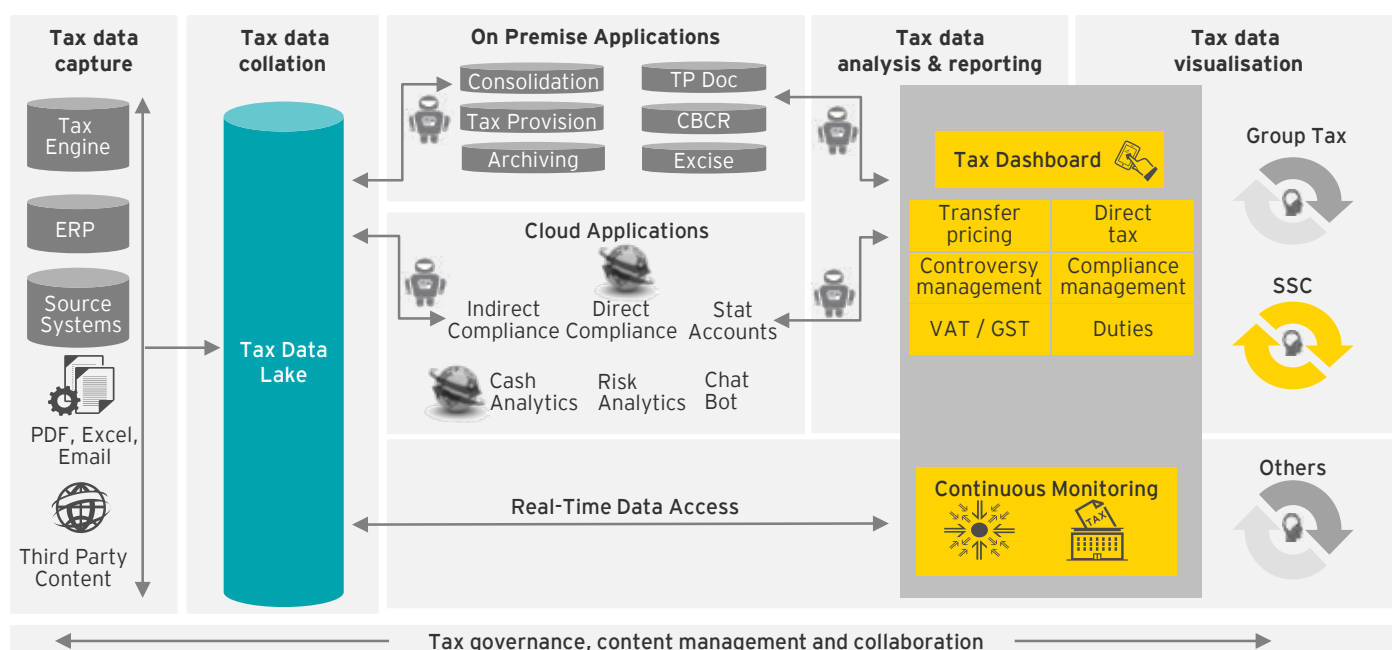 Tax data
capture
Tax
Engine
ERP
Source
Systems
PDF, Excel,
Email
Third Party
Content
Tax data
collation
Tax Data
Lake
On Premise Applications
Consolidation
TP Doc
Tax Provision
CBCR
Archiving
Excise
Cloud Applications
Indirect
Compliance
Direct
Compliance
Stat
Accounts
Cash
Analytics
Risk
Analytics
Chat
Bot
Real-Time Data Access
Tax data
analysis & reporting
Tax data
visualisation
Tax Dashboard
Transfer
pricing
Direct
tax
Controversy
management
Compliance
management
VAT / GST
Duties
Continuous Monitoring
TAX
Group Tax
SSC
Others
Tax governance, content management and collaboration